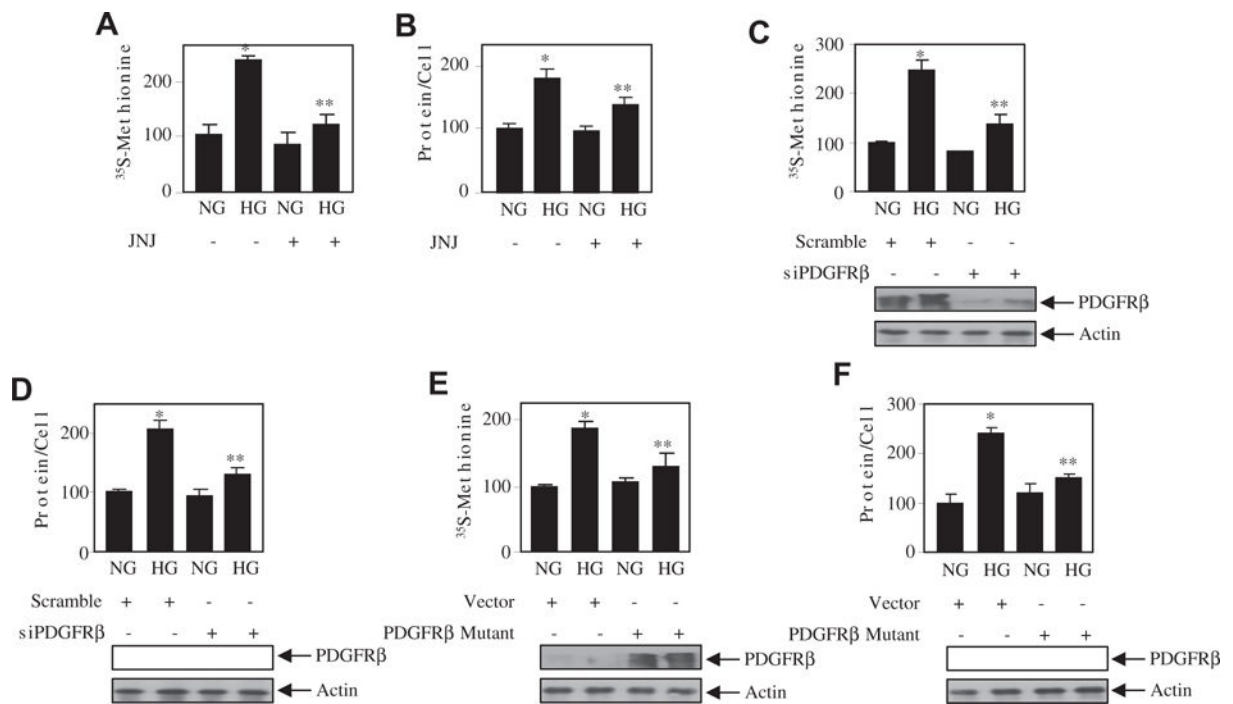 A
³⁵S-Methionine
200
100
0
*
**
NG HG NG HG
JNJ - - + +
B
Protein/Cell
200
100
0
*
**
NG HG NG HG
JNJ - - + +
C
³⁵S-Methionine
300
200
100
0
*
**
NG HG NG HG
Scramble + + - -
siPDGFRβ - - + +
PDGFRβ
Actin
D
Protein/Cell
200
100
0
*
**
NG HG NG HG
Scramble + + - -
siPDGFRβ - - + +
PDGFRβ
Actin
E
³⁵S-Methionine
200
100
0
*
**
NG HG NG HG
Vector + + - -
PDGFRβ Mutant - - + +
PDGFRβ
Actin
F
Protein/Cell
300
200
100
0
*
**
NG HG NG HG
Vector + + - -
PDGFRβ Mutant - - + +
PDGFRβ
Actin